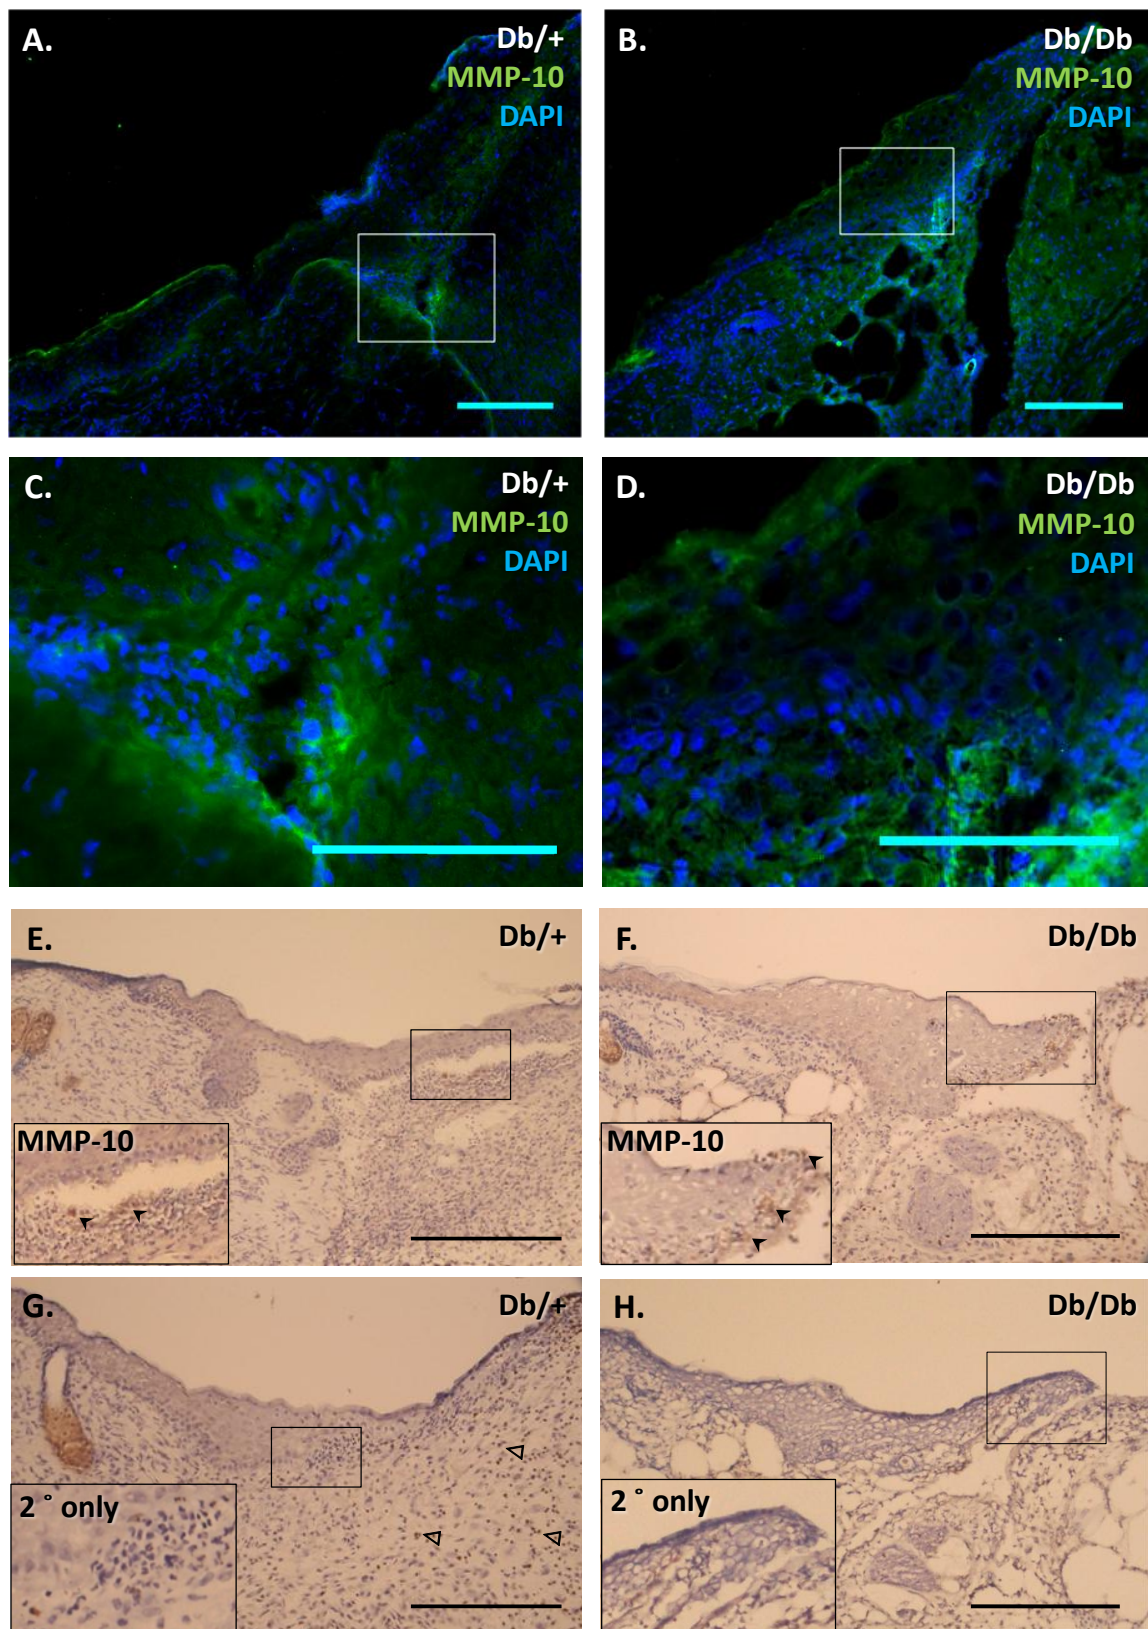 A.
Db/+
MMP-10
DAPI
B.
Db/Db
MMP-10
DAPI
C.
Db/+
MMP-10
DAPI
D.
Db/Db
MMP-10
DAPI
E.
Db/+
MMP-10
F.
Db/Db
MMP-10
G.
Db/+
2 ° only
H.
Db/Db
2 ° only